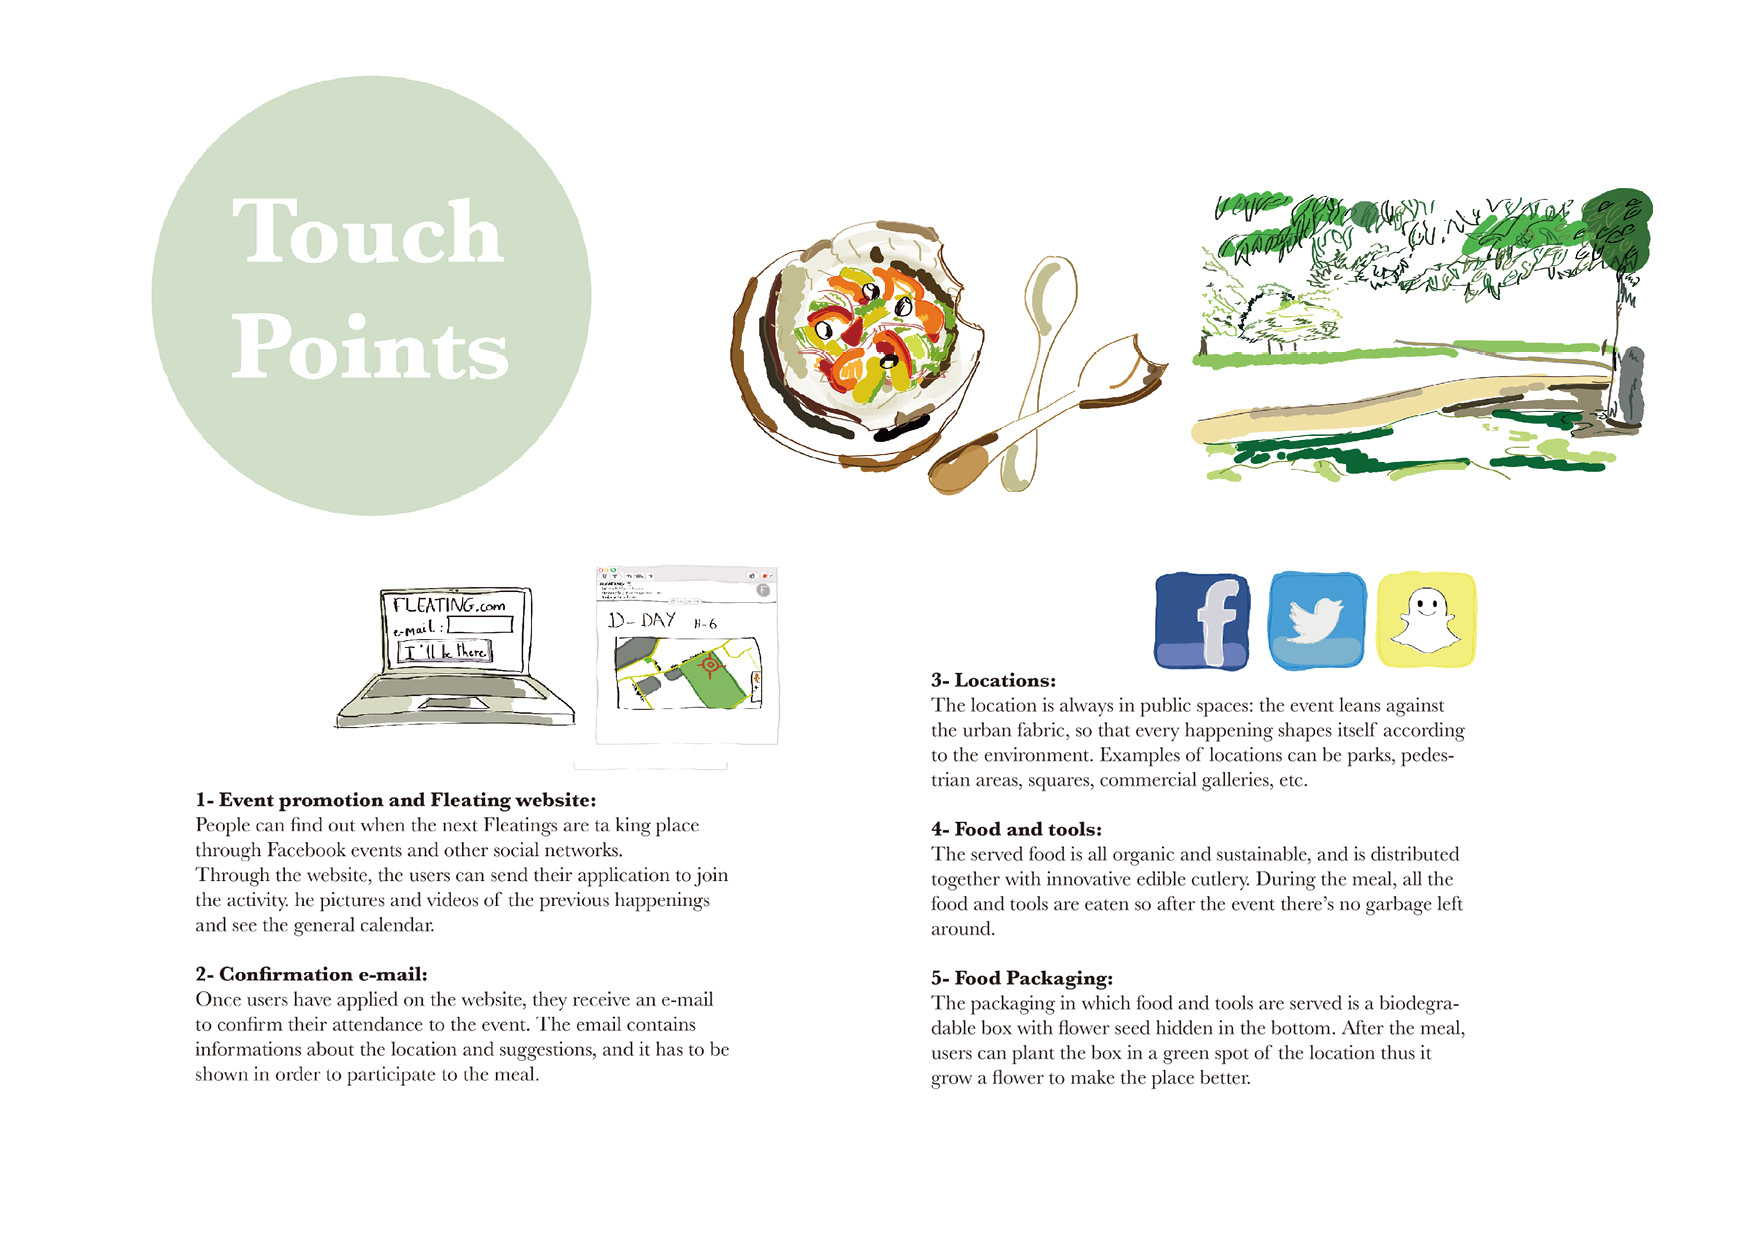 Touch
Points
FLEATING.com
e-mail:
I'll be there
D-DAY H-6
F
f
1- Event promotion and Fleating website:
People can find out when the next Fleatings are ta king place
through Facebook events and other social networks.
Through the website, the users can send their application to join
the activity. he pictures and videos of the previous happenings
and see the general calendar.
2- Confirmation e-mail:
Once users have applied on the website, they receive an e-mail
to confirm their attendance to the event. The email contains
informations about the location and suggestions, and it has to be
shown in order to participate to the meal.
3- Locations:
The location is always in public spaces: the event leans against
the urban fabric, so that every happening shapes itself according
to the environment. Examples of locations can be parks, pedes-
trian areas, squares, commercial galleries, etc.
4- Food and tools:
The served food is all organic and sustainable, and is distributed
together with innovative edible cutlery. During the meal, all the
food and tools are eaten so after the event there's no garbage left
around.
5- Food Packaging:
The packaging in which food and tools are served is a biodegra-
dable box with flower seed hidden in the bottom. After the meal,
users can plant the box in a green spot of the location thus it
grow a flower to make the place better.